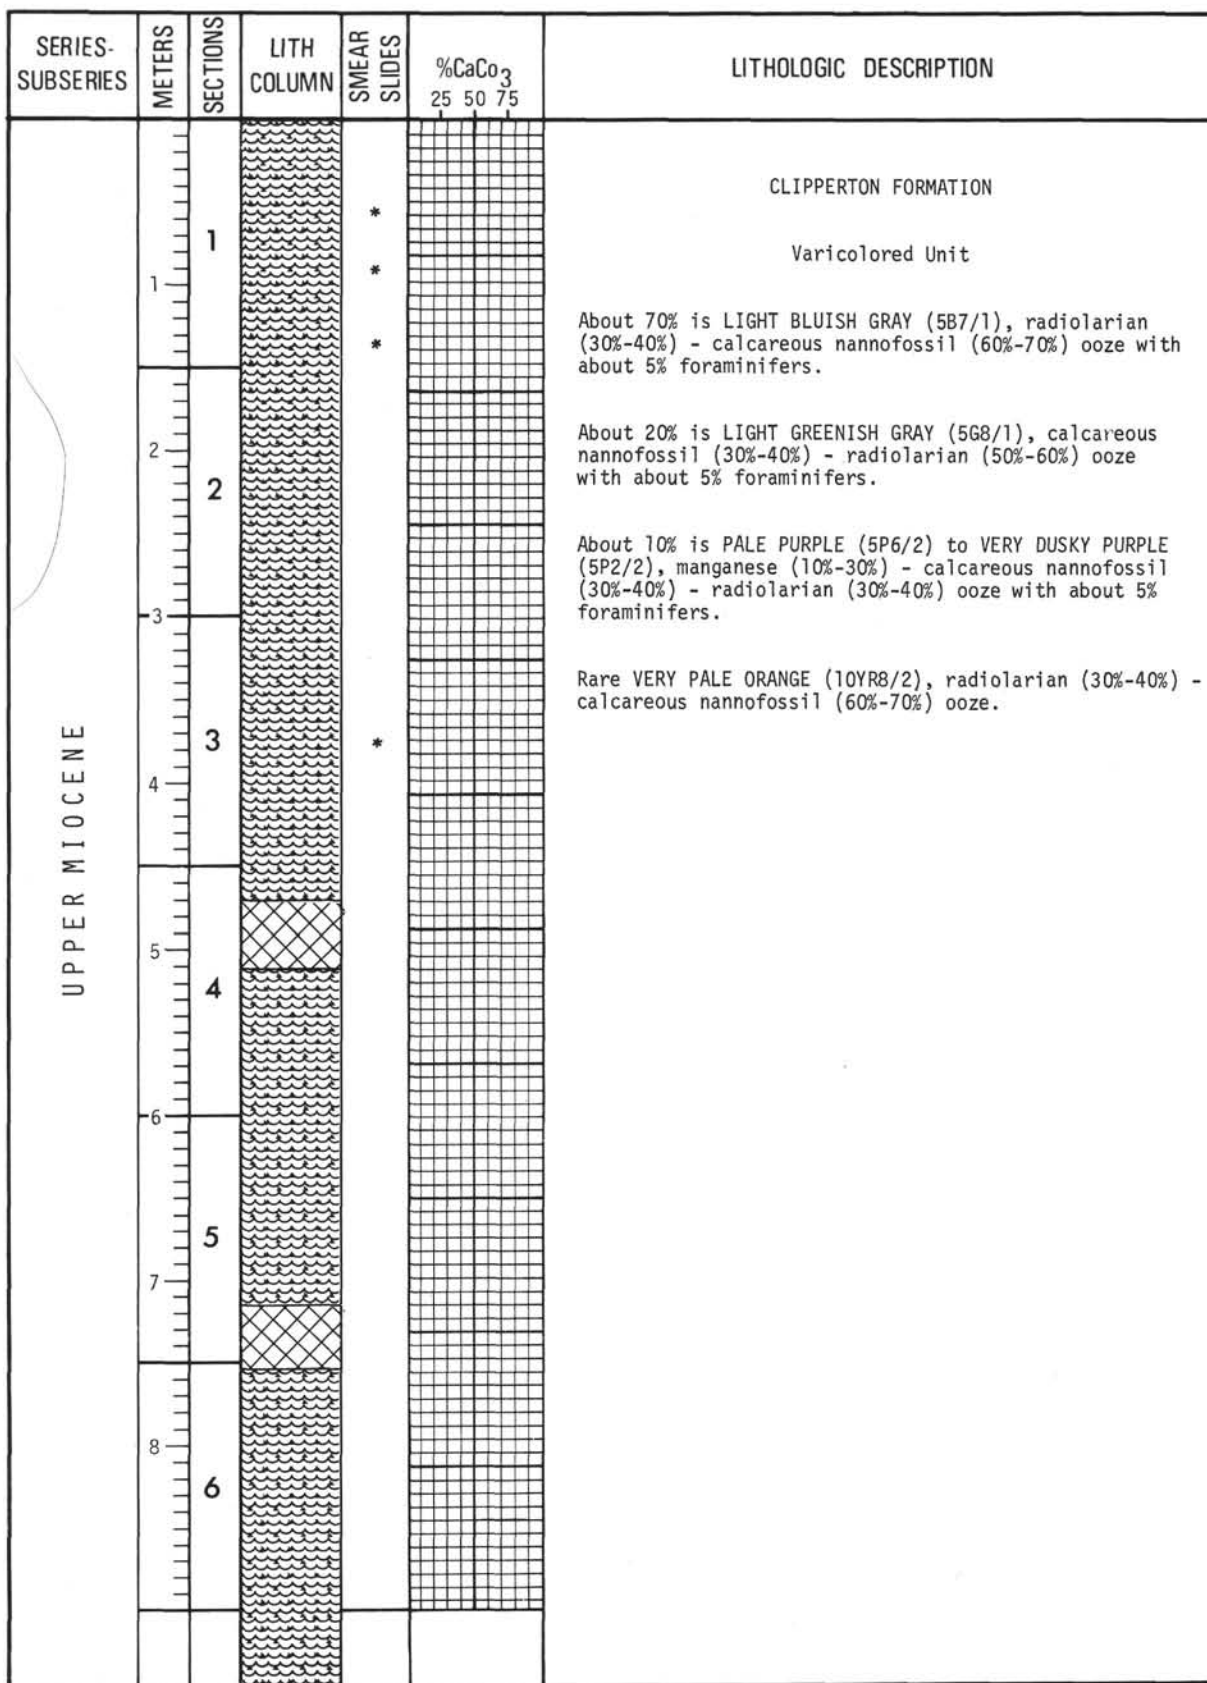 SERIES-
SUBSERIES
METERS
SECTIONS
LITH
COLUMN
SMEAR
SLIDES
%CaCo3
25 50 75
LITHOLOGIC DESCRIPTION
UPPER MIOCENE
1
2
3
4
5
6
7
8
1
2
3
4
5
6
*
*
*
*
CLIPPERTON FORMATION
Varicolored Unit
About 70% is LIGHT BLUISH GRAY (5B7/1), radiolarian
(30%-40%) - calcareous nannofossil (60%-70%) ooze with
about 5% foraminifers.
About 20% is LIGHT GREENISH GRAY (5G8/1), calcareous
nannofossil (30%-40%) - radiolarian (50%-60%) ooze
with about 5% foraminifers.
About 10% is PALE PURPLE (5P6/2) to VERY DUSKY PURPLE
(5P2/2), manganese (10%-30%) - calcareous nannofossil
(30%-40%) - radiolarian (30%-40%) ooze with about 5%
foraminifers.
Rare VERY PALE ORANGE (10YR8/2), radiolarian (30%-40%) -
calcareous nannofossil (60%-70%) ooze.